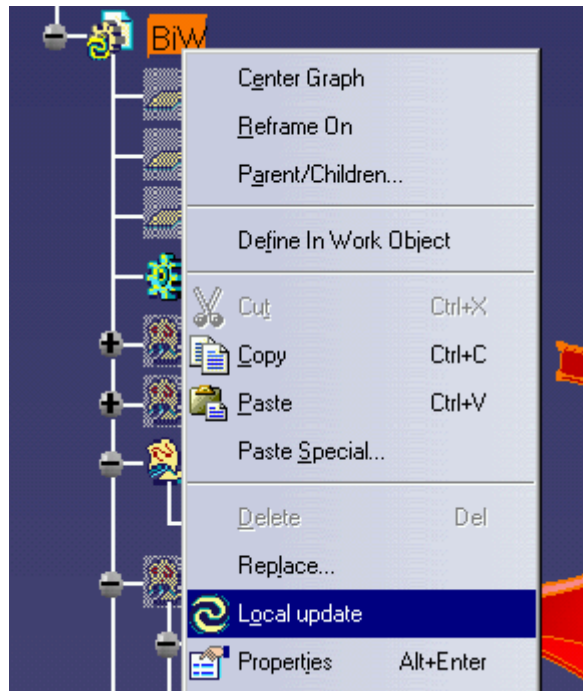 BiW
Center Graph
Reframe On
Parent/Children...
Define In Work Object
Cut Ctrl+X
Copy Ctrl+C
Paste Ctrl+V
Paste Special...
Delete Del
Replace...
Local update
Properties Alt+Enter